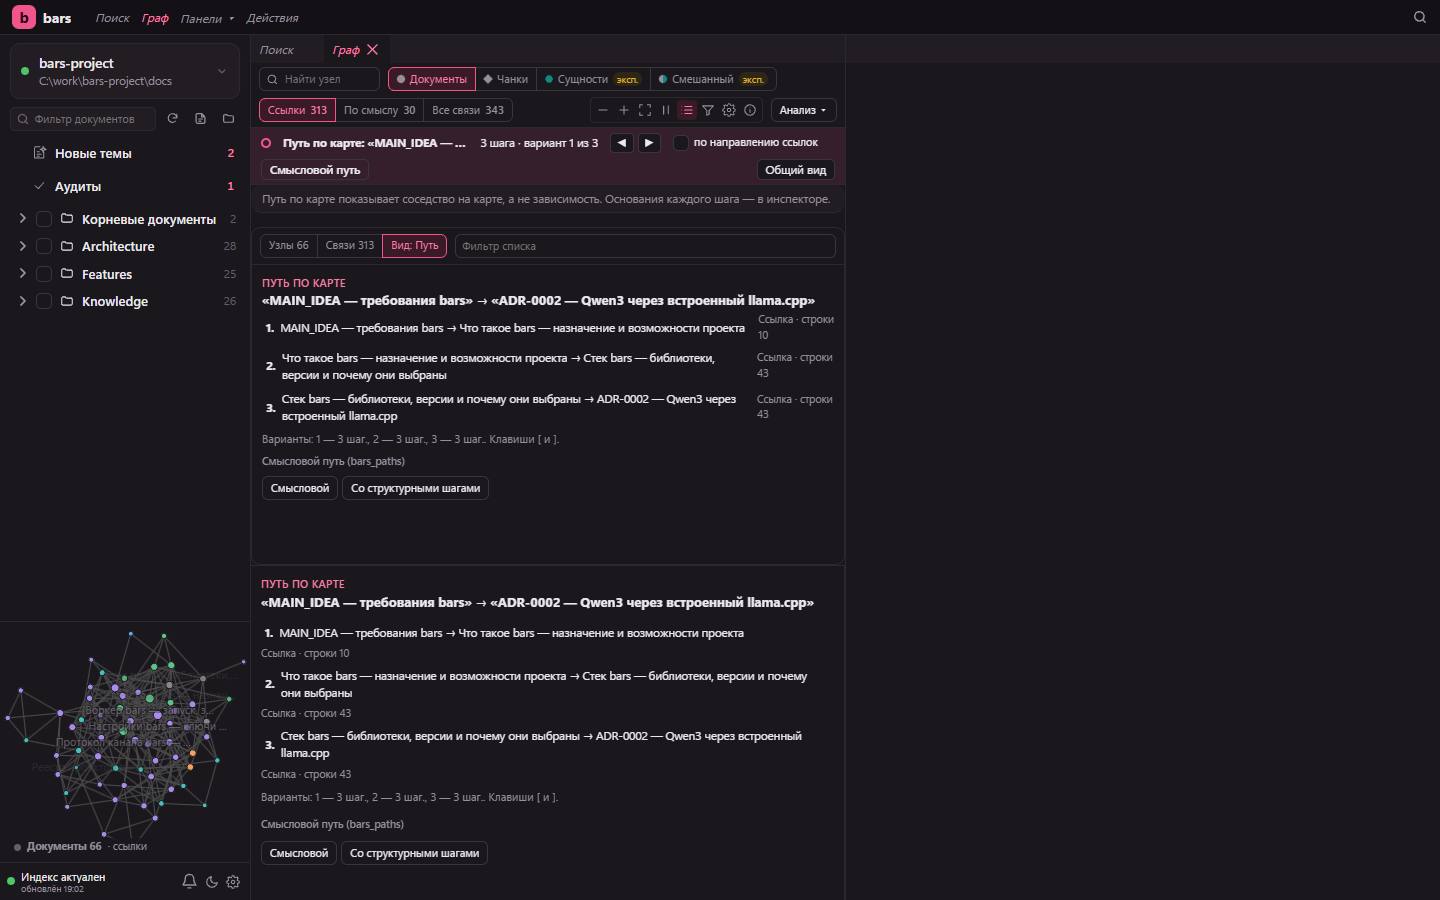 b bars Поиск Граф Панели Действия
bars-project
C:\work\bars-project\docs
Фильтр документов
Новые темы 2
Аудиты 1
Корневые документы 2
Architecture 28
Features 25
Knowledge 26
Воркер bars — запуск, з...
Настройки bars — ключи ...
Протокол канала bars — ...
Документы 66 · ссылки
Индекс актуален
обновлён 19:02
Поиск Граф
Найти узел Документы Чанки Сущности эксп. Смешанный эксп.
Ссылки 313 По смыслу 30 Все связи 343 Анализ
Путь по карте: «MAIN_IDEA — ... 3 шага · вариант 1 из 3 по направлению ссылок
Смысловой путь Общий вид
Путь по карте показывает соседство на карте, а не зависимость. Основания каждого шага — в инспекторе.
Узлы 66 Связи 313 Вид: Путь Фильтр списка
ПУТЬ ПО КАРТЕ
«MAIN_IDEA — требования bars» → «ADR-0002 — Qwen3 через встроенный llama.cpp»
1. MAIN_IDEA — требования bars → Что такое bars — назначение и возможности проекта
Ссылка · строки
10
2. Что такое bars — назначение и возможности проекта → Стек bars — библиотеки,
версии и почему они выбраны
Ссылка · строки
43
3. Стек bars — библиотеки, версии и почему они выбраны → ADR-0002 — Qwen3 через
встроенный llama.cpp
Ссылка · строки
43
Варианты: 1 — 3 шаг., 2 — 3 шаг., 3 — 3 шаг.. Клавиши [ и ].
Смысловой путь (bars_paths)
Смысловой Со структурными шагами
ПУТЬ ПО КАРТЕ
«MAIN_IDEA — требования bars» → «ADR-0002 — Qwen3 через встроенный llama.cpp»
1. MAIN_IDEA — требования bars → Что такое bars — назначение и возможности проекта
Ссылка · строки 10
2. Что такое bars — назначение и возможности проекта → Стек bars — библиотеки, версии и почему
они выбраны
Ссылка · строки 43
3. Стек bars — библиотеки, версии и почему они выбраны → ADR-0002 — Qwen3 через встроенный
llama.cpp
Ссылка · строки 43
Варианты: 1 — 3 шаг., 2 — 3 шаг., 3 — 3 шаг.. Клавиши [ и ].
Смысловой путь (bars_paths)
Смысловой Со структурными шагами